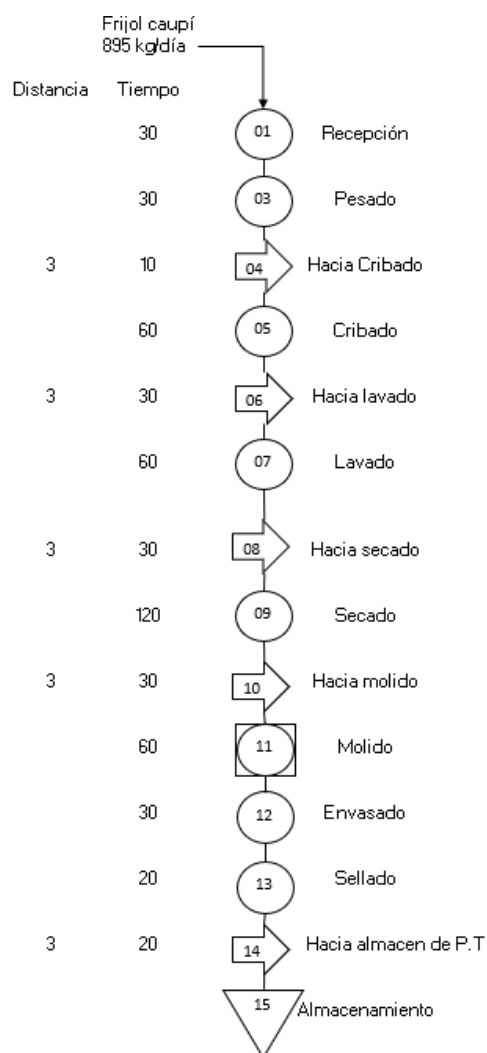 Frijol caupí
895 kg/día
Distancia Tiempo
30 01 Recepción
30 03 Pesado
3 10 04 Hacia Cribado
60 05 Cribado
3 30 06 Hacia lavado
60 07 Lavado
3 30 08 Hacia secado
120 09 Secado
3 30 10 Hacia molido
60 11 Molido
30 12 Envasado
20 13 Sellado
3 20 14 Hacia almacen de P.T
15 Almacenamiento